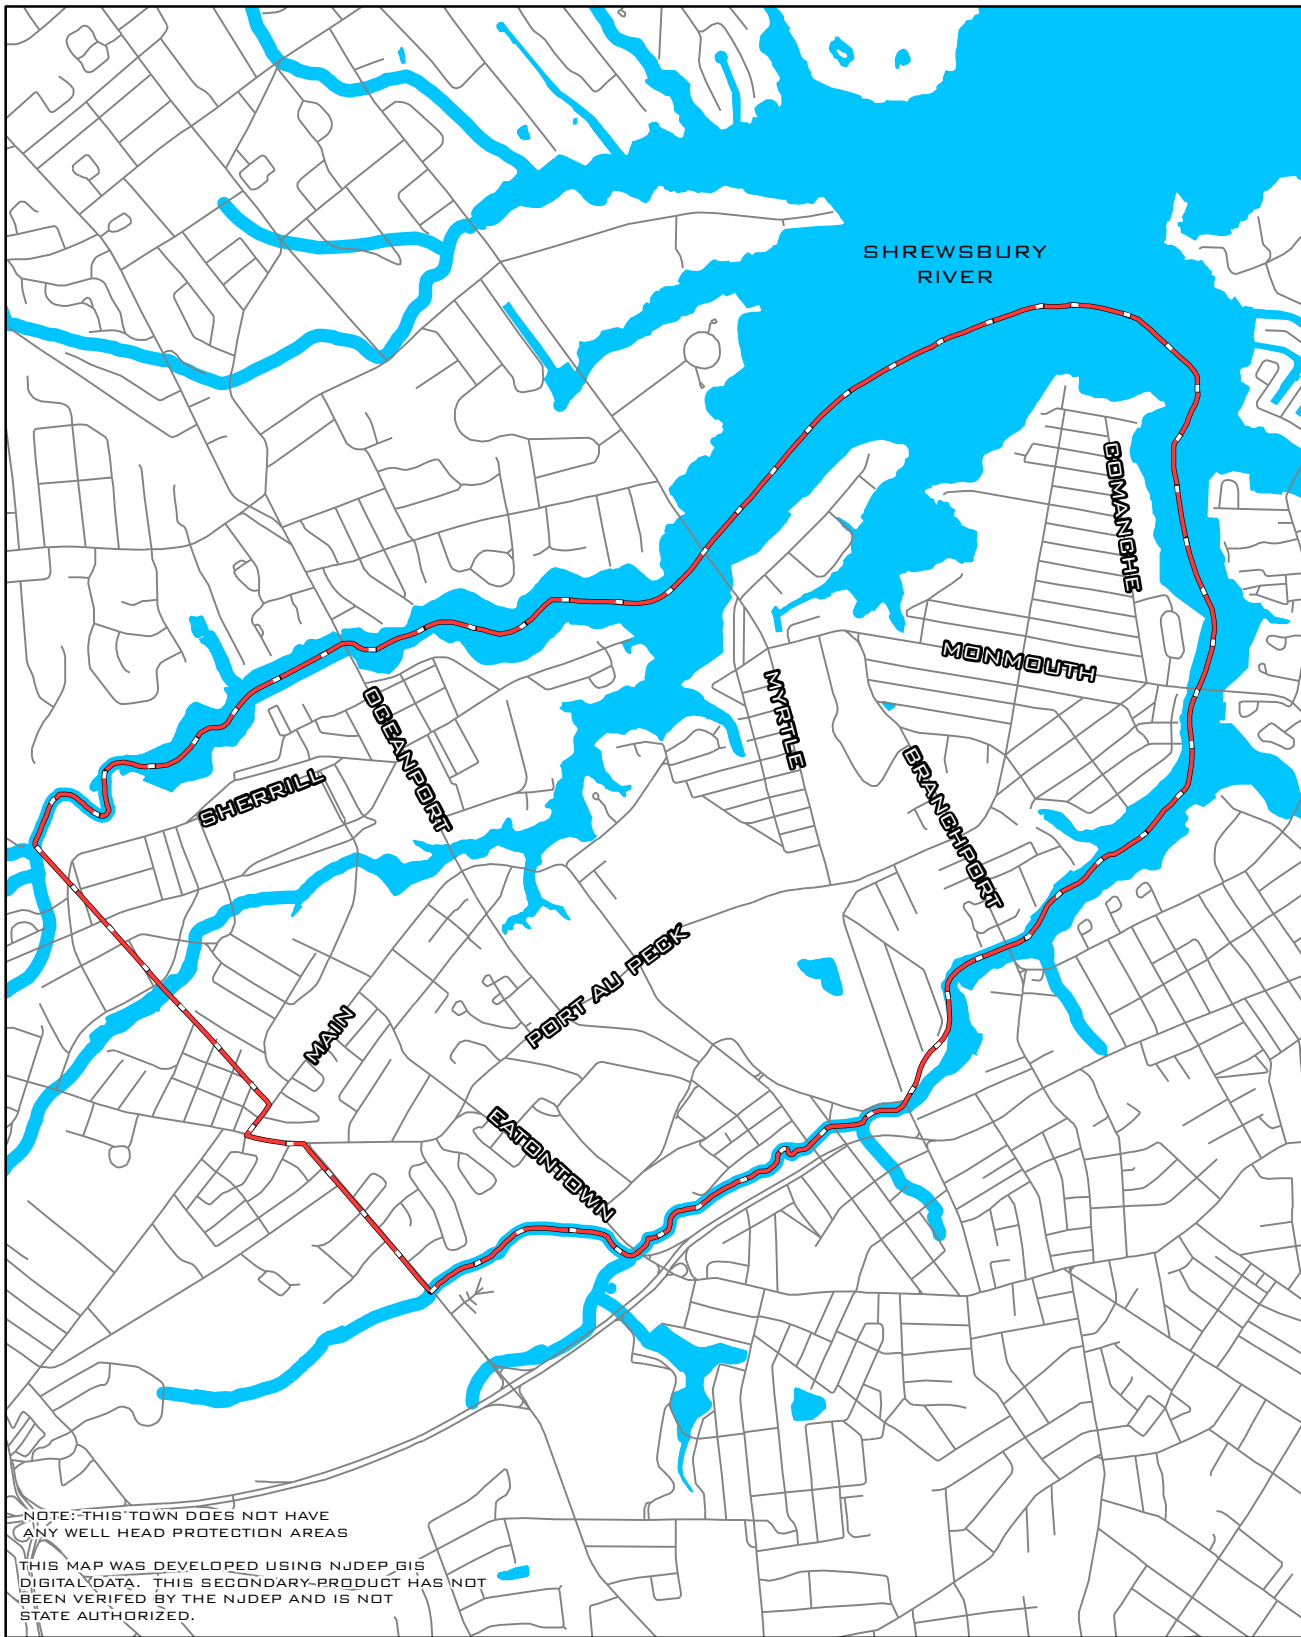 SHREWSBURY
RIVER
COMANCHE
MONMOUTH
MYRTLE
OCEANPORT
BRANCHPORT
SHERRILL
PORT AU PECK
MAIN
EATONTOWN
NOTE: THIS TOWN DOES NOT HAVE
ANY WELL HEAD PROTECTION AREAS
THIS MAP WAS DEVELOPED USING NJDEP GIS
DIGITAL DATA. THIS SECONDARY PRODUCT HAS NOT
BEEN VERIFED BY THE NJDEP AND IS NOT
STATE AUTHORIZED.